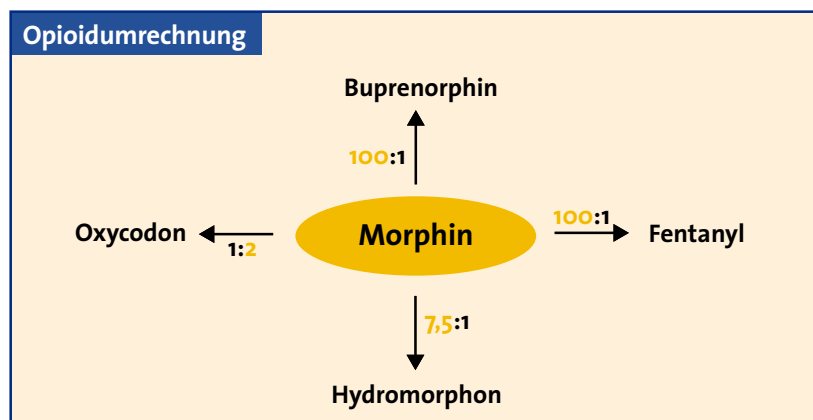 Opioidumrechnung
Buprenorphin
100:1
Oxycodon
1:2
Morphin
100:1
Fentanyl
7,5:1
Hydromorphon